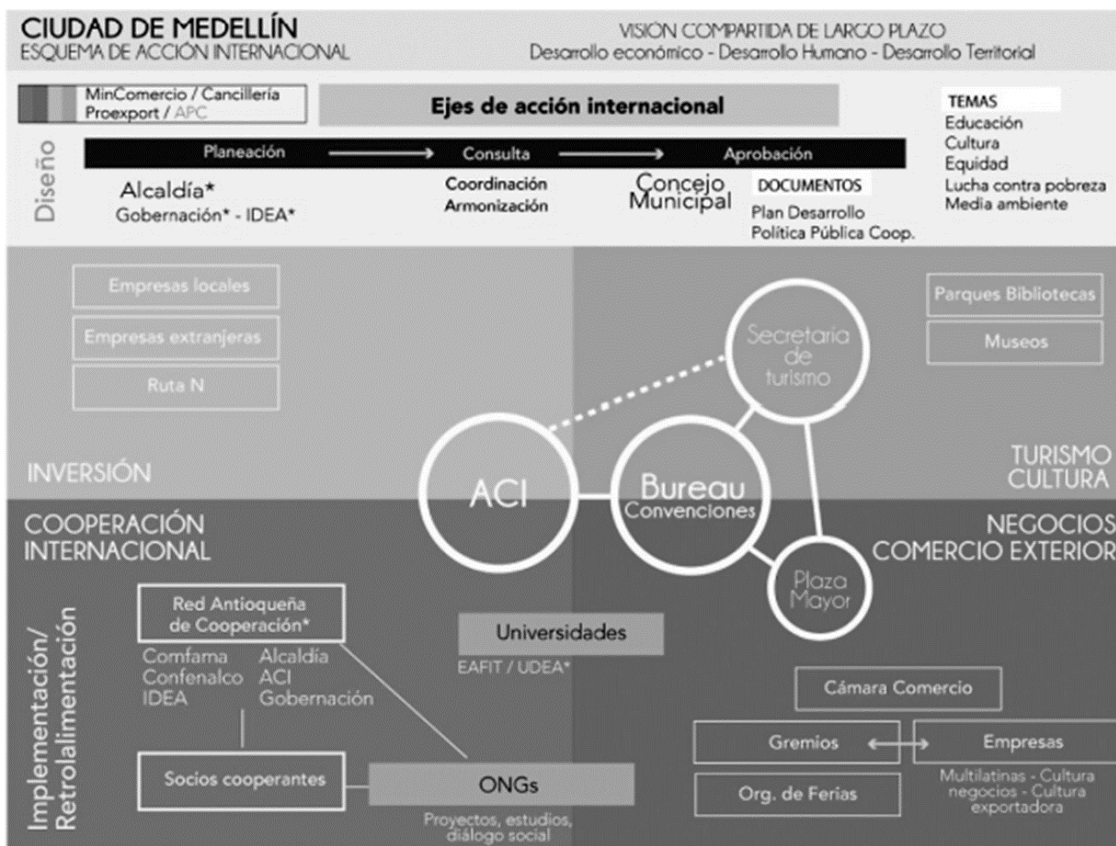 CIUDAD DE MEDELLÍN
ESQUEMA DE ACCIÓN INTERNACIONAL
VISIÓN COMPARTIDA DE LARGO PLAZO
Desarrollo económico - Desarrollo Humano - Desarrollo Territorial
MinComercio / Cancillería
Proexport / APC
Ejes de acción internacional
TEMAS
Educación
Cultura
Equidad
Lucha contra pobreza
Media ambiente
Diseño
Planeación
Consulta
Aprobación
Alcaldía*
Gobernación* - IDEA*
Coordinación
Armonización
Concejo
Municipal
DOCUMENTOS
Plan Desarrollo
Política Pública Coop.
Empresas locales
Empresas extranjeras
Ruta N
INVERSIÓN
Parques Bibliotecas
Museos
TURISMO
CULTURA
Secretaría
de
turismo
ACI
Bureau
Convenciones
Plaza
Mayor
COOPERACIÓN
INTERNACIONAL
NEGOCIOS
COMERCIO EXTERIOR
Implementación/
Retrolalimentación
Red Antioqueña
de Cooperación*
Comfama
Confenalco
IDEA
Alcaldía
ACI
Gobernación
Socios cooperantes
Universidades
EAFIT / UDEA*
ONGs
Proyectos, estudios,
diálogo social
Cámara Comercio
Gremios
Empresas
Org. de Ferias
Multilatinas - Cultura
negocios - Cultura
exportadora